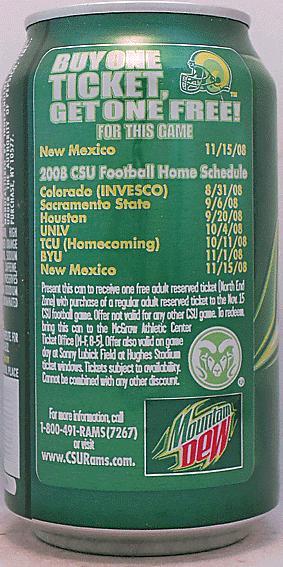 BUY ONE
TICKET,
GET ONE FREE!
FOR THIS GAME
New Mexico 11/15/08
2008 CSU Football Home Schedule
Colorado (INVESCO) 8/31/08
Sacramento State 9/6/08
Houston 9/20/08
UNLV 10/4/08
TCU (Homecoming) 10/11/08
BYU 11/1/08
New Mexico 11/15/08
Present this can to receive one free adult reserved ticket (North End
Zone) with purchase of a regular adult reserved ticket to the Nov. 15
CSU football game. Offer not valid for any other CSU game. To redeem,
bring this can to the McGraw Athletic Center
Ticket Office (M-F, 8-5). Offer also valid on game
day at Sonny Lubick Field at Hughes Stadium
ticket windows. Tickets subject to availability.
Cannot be combined with any other discount.
For more information, call
1-800-491-RAMS (7267)
or visit
www.CSURams.com.
Mountain
DEW